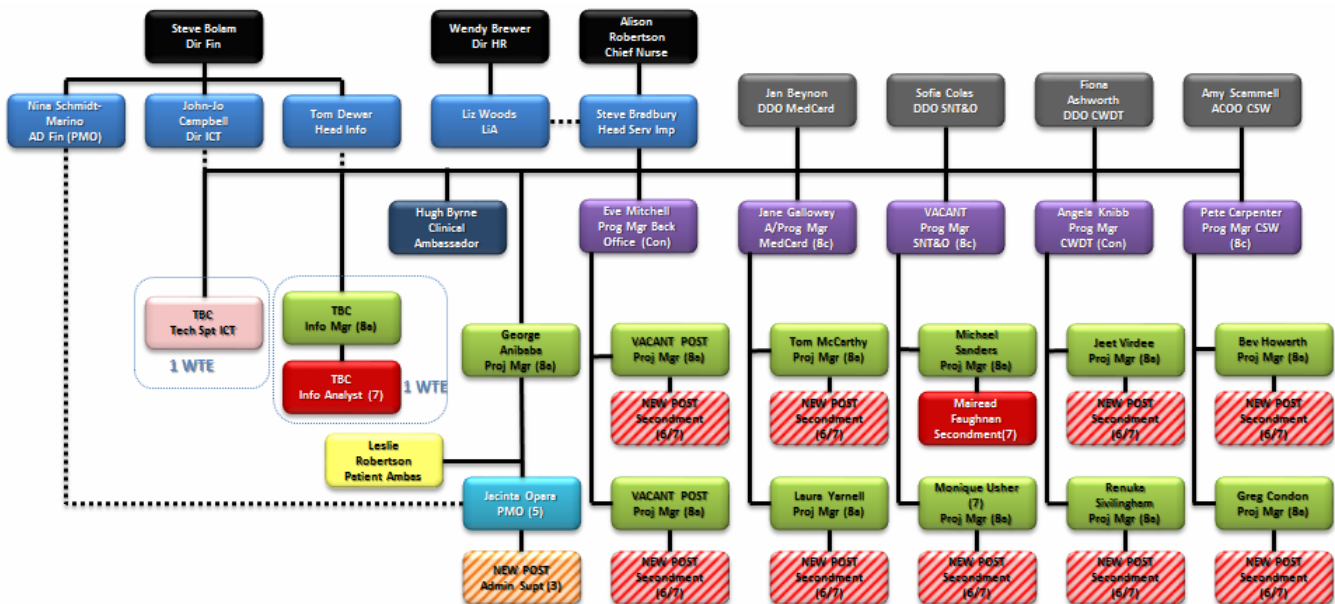 Steve Bolam
Dir Fin
Wendy Brewer
Dir HR
Alison
Robertson
Chief Nurse
Nina Schmidt-
Marino
AD Fin (PMO)
John-Jo
Campbell
Dir ICT
Tom Dewar
Head Info
Liz Woods
LiA
Steve Bradbury
Head Serv Imp
Jan Beynon
DDO MedCard
Sofia Colas
DDO SNT&O
Fiona
Ashworth
DDO CWDT
Amy Scammell
ACOO CSW
Hugh Byrne
Clinical
Ambassador
Eve Mitchell
Prog Mgr Back
Office (Con)
Jane Galloway
A/Prog Mgr
MedCard (8c)
VACANT
Prog Mgr
SNT&O (8c)
Angela Knibb
Prog Mgr
CWDT (Con)
Pete Carpenter
Prog Mgr CSW
(8c)
TBC
Tech Spt ICT
1 WTE
TBC
Info Mgr (8a)
TBC
Info Analyst (7)
1 WTE
George
Anibaba
Proj Mgr (8a)
VACANT POST
Proj Mgr (8a)
Tom McCarthy
Proj Mgr (8a)
Michael
Sanders
Proj Mgr (8a)
Jeet Virdee
Proj Mgr (8a)
Bev Howarth
Proj Mgr (8a)
NEW POST
Secondment
(6/7)
NEW POST
Secondment
(6/7)
Mairead
Faughnan
Secondment(7)
NEW POST
Secondment
(6/7)
NEW POST
Secondment
(6/7)
Leslie
Robertson
Patient Ambas
Jacinta Opara
PMO (5)
VACANT POST
Proj Mgr (8a)
Laura Yarnell
Proj Mgr (8a)
Monique Usher
(7)
Proj Mgr (8a)
Renuka
Sivilingham
Proj Mgr (8a)
Greg Condon
Proj Mgr (8a)
NEW POST
Admin Supt (3)
NEW POST
Secondment
(6/7)
NEW POST
Secondment
(6/7)
NEW POST
Secondment
(6/7)
NEW POST
Secondment
(6/7)
NEW POST
Secondment
(6/7)